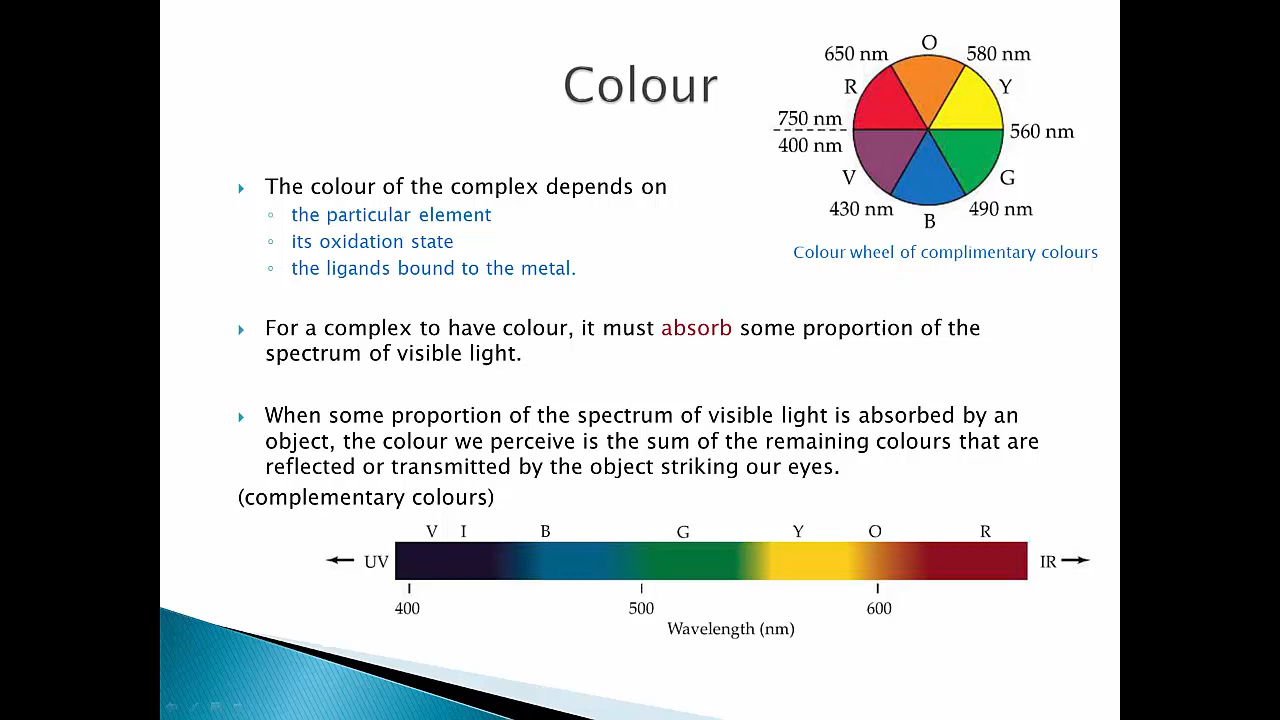 Colour
The colour of the complex depends on
the particular element
its oxidation state
the ligands bound to the metal.
For a complex to have colour, it must absorb some proportion of the
spectrum of visible light.
When some proportion of the spectrum of visible light is absorbed by an
object, the colour we perceive is the sum of the remaining colours that are
reflected or transmitted by the object striking our eyes.
(complementary colours)
O
650 nm 580 nm
R Y
750 nm
560 nm
400 nm
V G
430 nm 490 nm
B
Colour wheel of complimentary colours
V I B G Y O R
UV IR
400 500 600
Wavelength (nm)